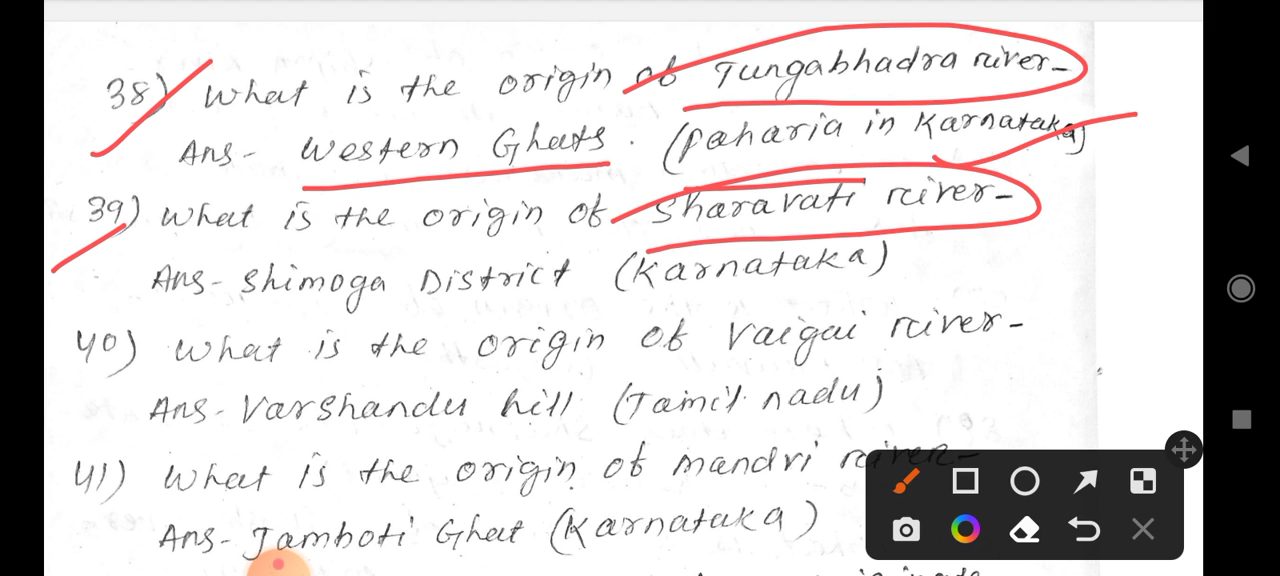 38) What is the origin of Tungabhadra river-
Ans- Western Ghats. (Paharia in Karnataka)
39) What is the origin of Sharavati river-
Ans- Shimoga District (Karnataka)
40) What is the origin of Vaigai river-
Ans- Varshandu hill (Tamil nadu)
41) What is the origin of mandri river-
Ans- Jamboti Ghat (Karnataka)